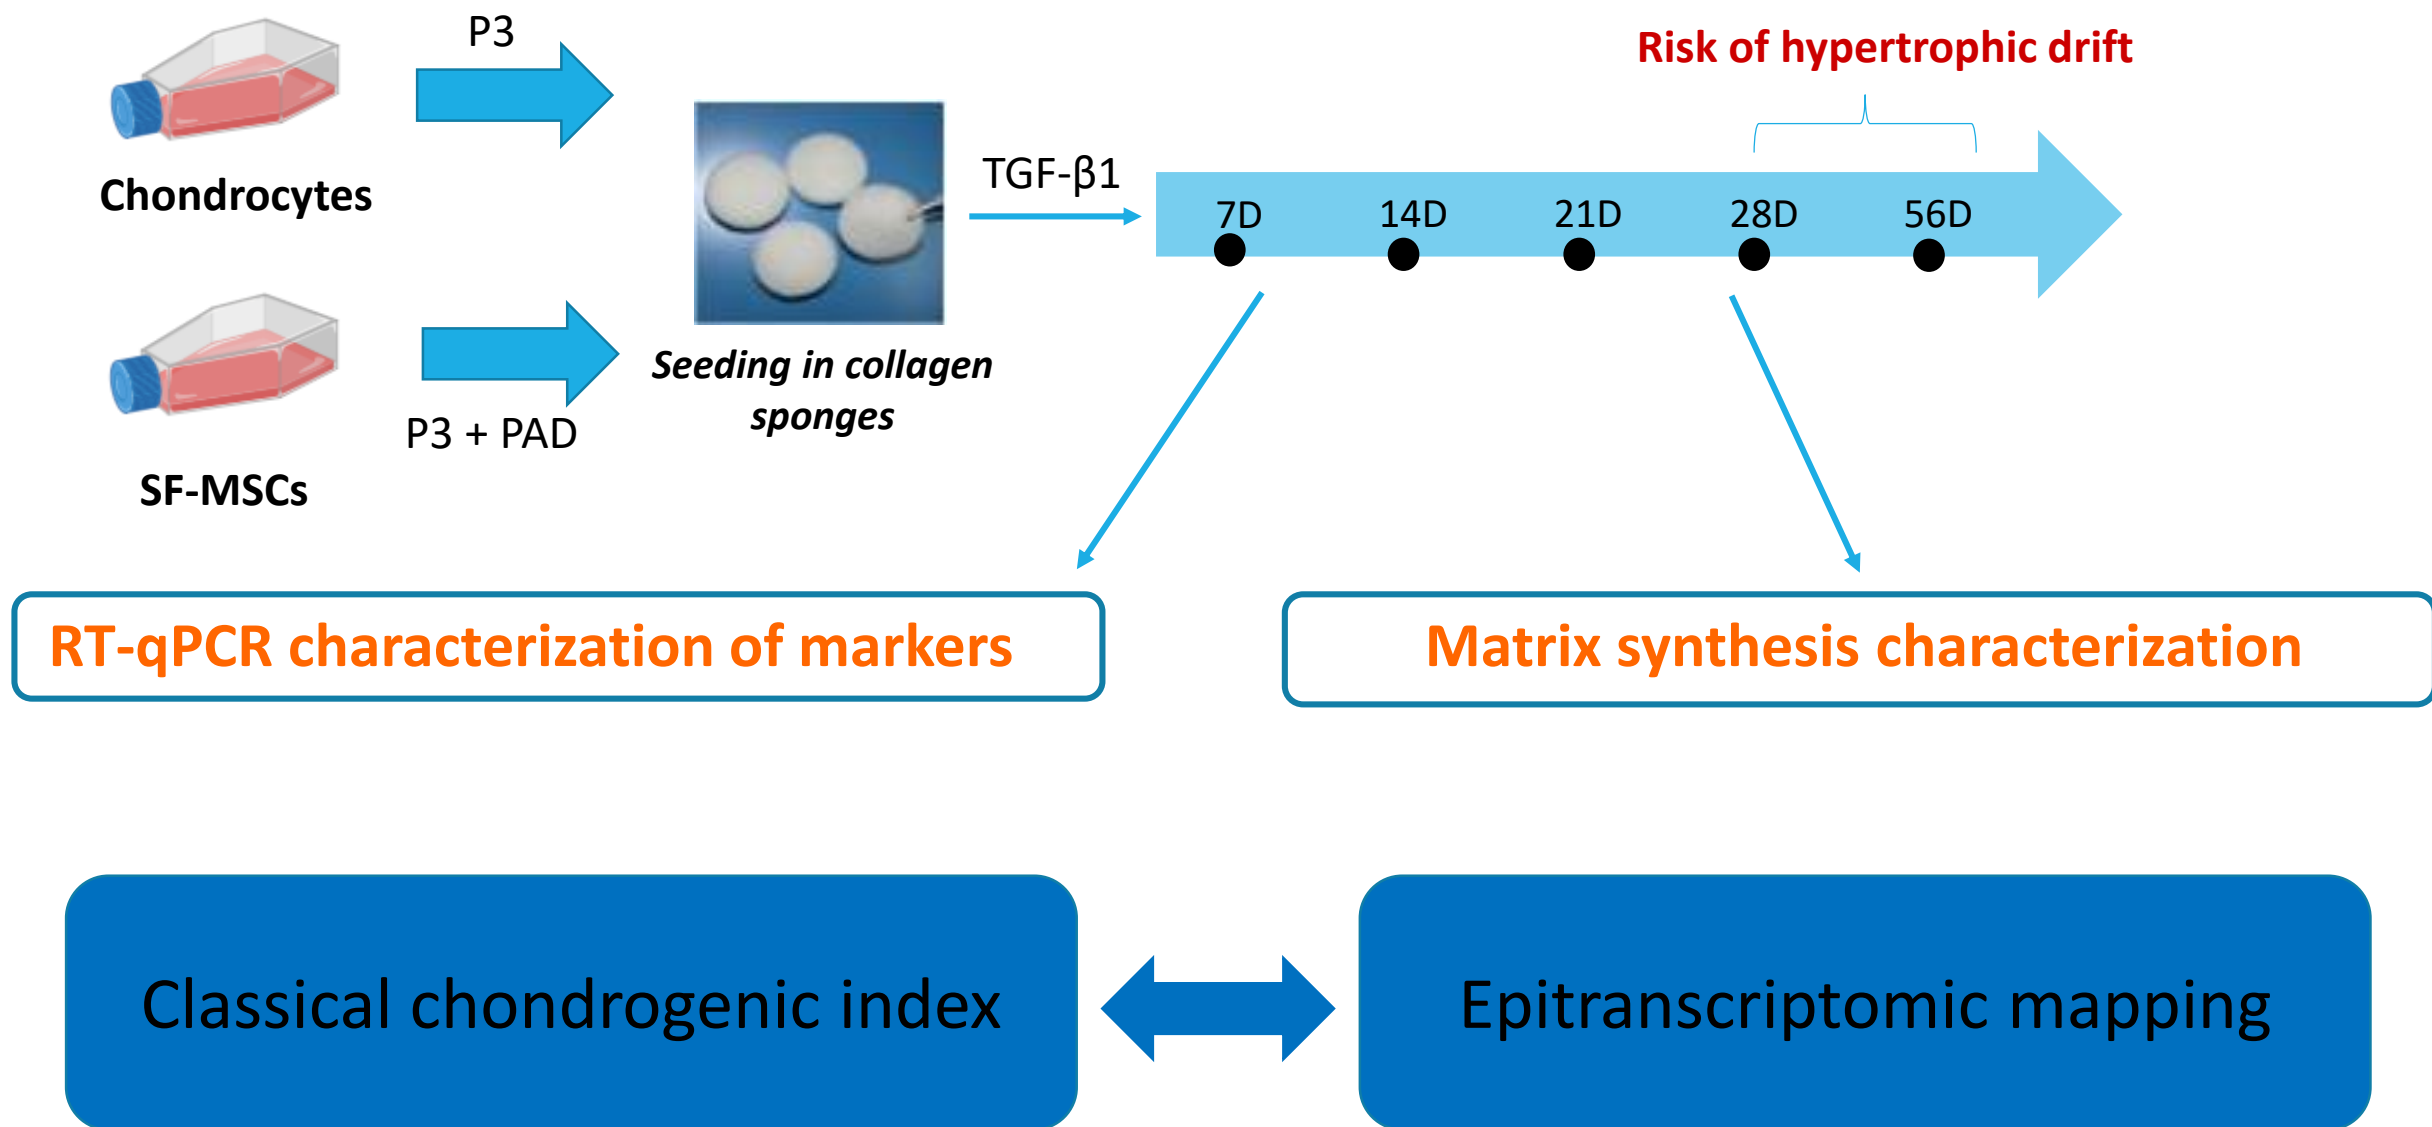 P3
Chondrocytes
P3 + PAD
SF-MSCs
Seeding in collagen
sponges
TGF-β1
Risk of hypertrophic drift
7D 14D 21D 28D 56D
RT-qPCR characterization of markers
Matrix synthesis characterization
Classical chondrogenic index
Epitranscriptomic mapping